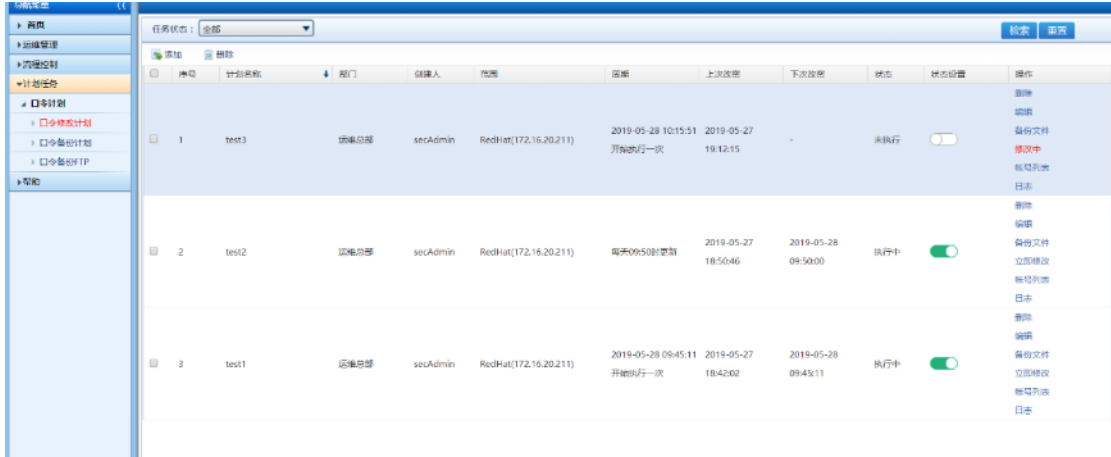 导航菜单
首页
运维管理
流程控制
计划任务
口令计划
口令修改计划
口令备份计划
口令备份FTP
帮助
任务状态： 全部
检索 重置
添加 删除
序号 计划名称 部门 创建人 范围 周期 上次改密 下次改密 状态 状态设置 操作
删除
编辑
1 test3 运维总部 secAdmin RedHat(172.16.20.211) 2019-05-28 10:15:51 开始执行一次 2019-05-27 19:12:15 - 未执行
备份文件
修改中
帐号列表
日志
删除
编辑
2 test2 运维总部 secAdmin RedHat(172.16.20.211) 每天09:50时更新 2019-05-27 18:50:46 2019-05-28 09:50:00 执行中
备份文件
立即修改
帐号列表
日志
删除
编辑
3 test1 运维总部 secAdmin RedHat(172.16.20.211) 2019-05-28 09:45:11 开始执行一次 2019-05-27 18:42:02 2019-05-28 09:45:11 执行中
备份文件
立即修改
帐号列表
日志